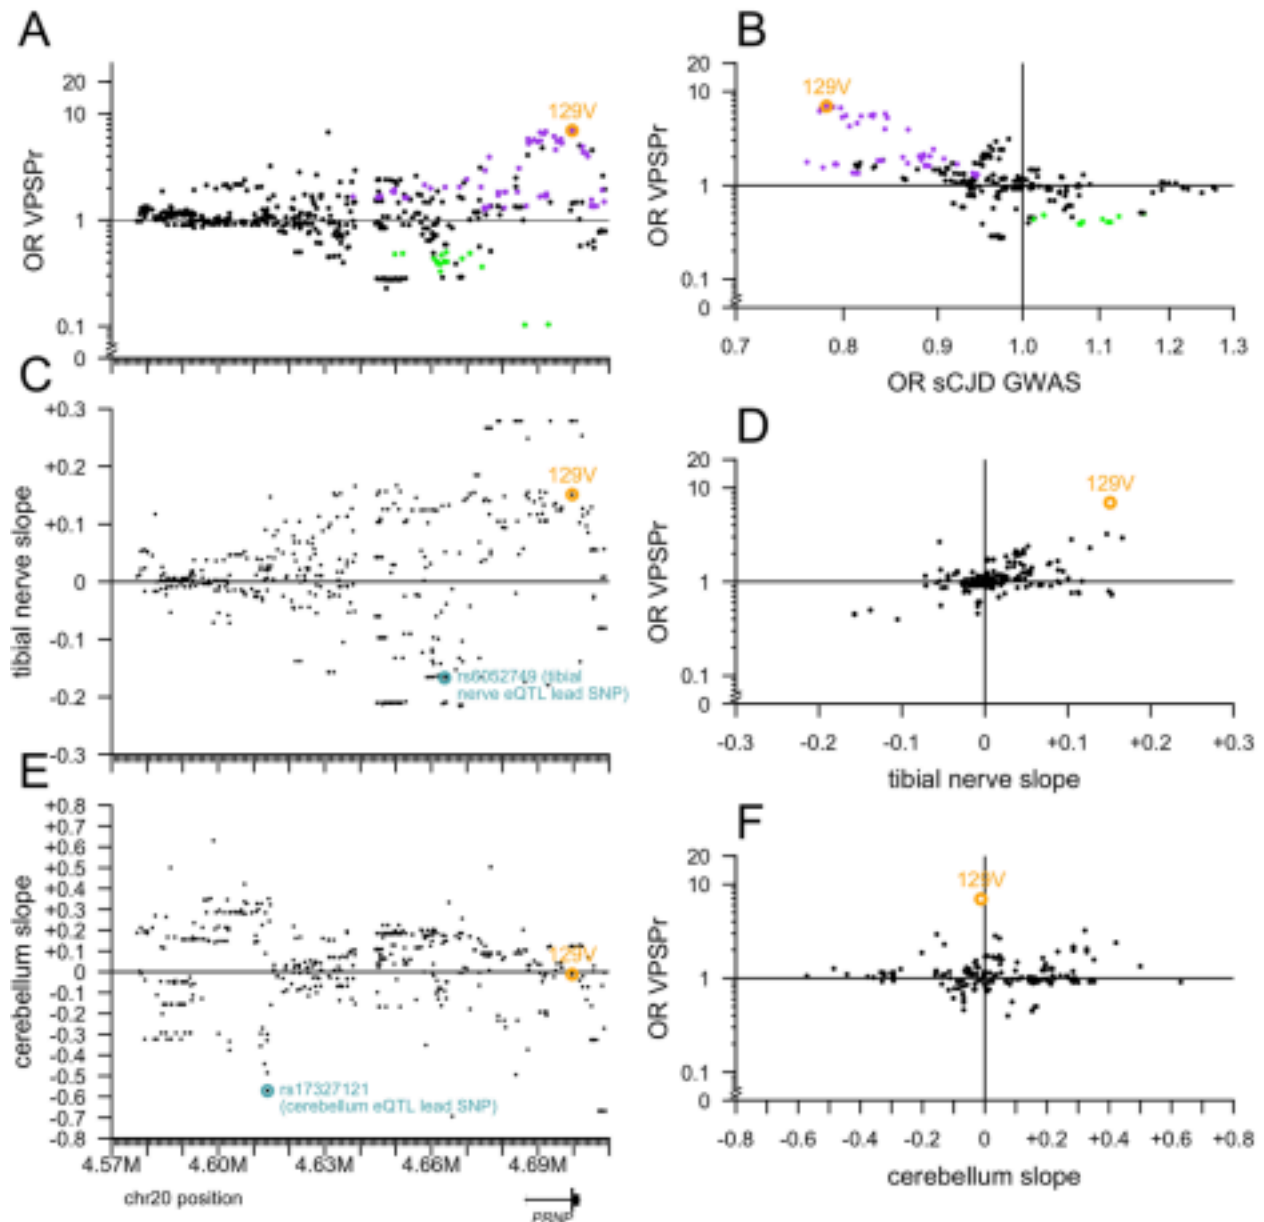 A
20
10
1
0.1
0
OR VPSPr
129V
B
20
10
1
0.1
0
OR VPSPr
129V
0.7
0.8
0.9
1.0
1.1
1.2
1.3
OR sCJD GWAS
C
+0.3
+0.2
+0.1
0
-0.1
-0.2
-0.3
tibial nerve slope
129V
rs6052749 (tibial
nerve eQTL lead SNP)
D
20
10
1
0.1
0
OR VPSPr
129V
-0.3
-0.2
-0.1
0
+0.1
+0.2
+0.3
tibial nerve slope
E
+0.8
+0.7
+0.6
+0.5
+0.4
+0.3
+0.2
+0.1
0
-0.1
-0.2
-0.3
-0.4
-0.5
-0.6
-0.7
-0.8
cerebellum slope
129V
rs17327121
(cerebellum eQTL lead SNP)
4.57M
4.60M
4.63M
4.66M
4.69M
chr20 position
PRNP
F
20
10
1
0.1
0
OR VPSPr
129V
-0.8
-0.6
-0.4
-0.2
0
+0.2
+0.4
+0.6
+0.8
cerebellum slope